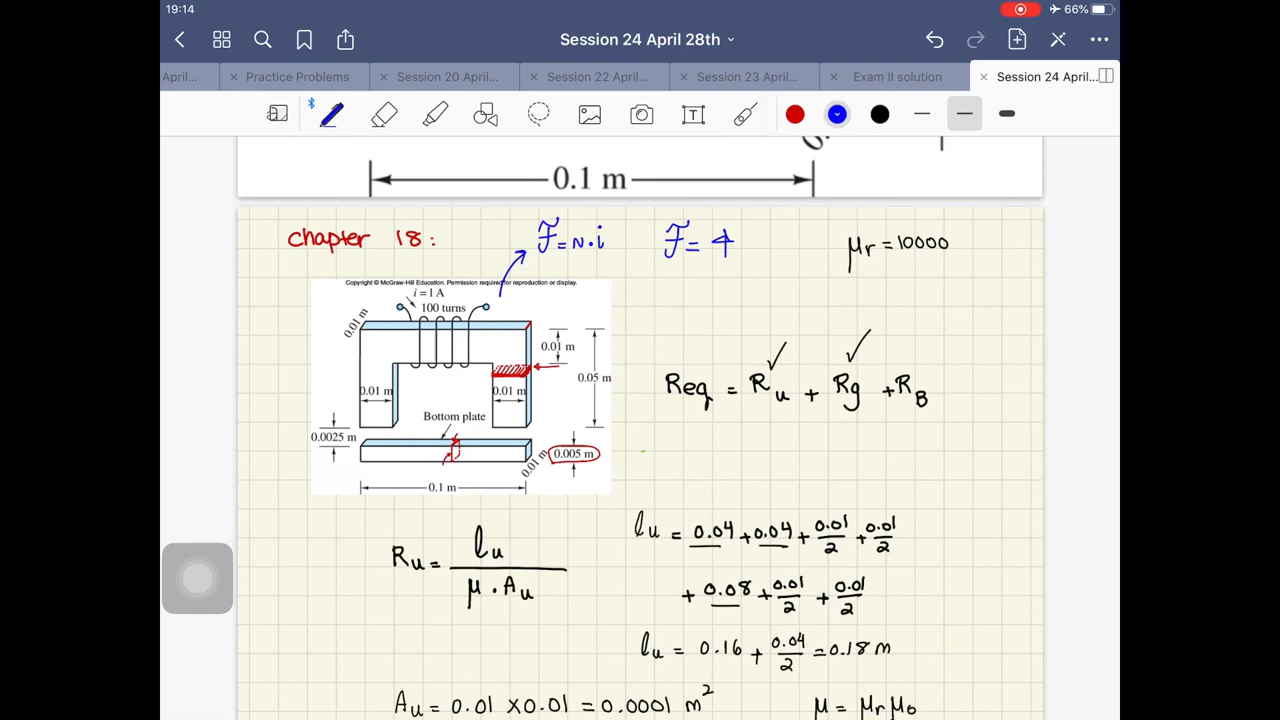 19:14
66%
Session 24 April 28th
April...
Practice Problems
Session 20 April...
Session 22 April...
Session 23 April...
Exam II solution
Session 24 April...
T
0.1 m
chapter 18:
F = N.i
F = φ
μr = 10000
Copyright © McGraw-Hill Education. Permission required for reproduction or display.
i = 1 A
100 turns
0.01 m
0.01 m
0.05 m
0.01 m
0.01 m
Bottom plate
0.0025 m
0.01 m
0.005 m
0.1 m
Req = Ru + Rg + RB
Ru = lu / μ . Au
lu = 0.04 + 0.04 + 0.01/2 + 0.01/2
+ 0.08 + 0.01/2 + 0.01/2
lu = 0.16 + 0.04/2 = 0.18 m
Au = 0.01 × 0.01 = 0.0001 m²
μ = μr μo